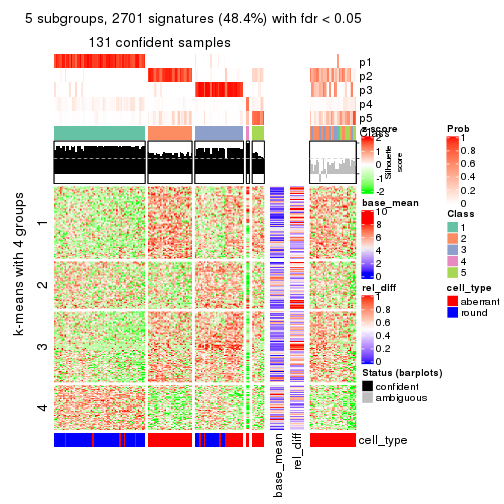 5 subgroups, 2701 signatures (48.4%) with fdr < 0.05
131 confident samples
p1
p2
p3
p4
p5
Class
z-score
2
1
0
-1
-2
Silhouette
score
base_mean
10
8
6
4
2
0
rel_diff
1
0.8
0.6
0.4
0.2
0
Status (barplots)
confident
ambiguous
Prob
1
0.8
0.6
0.4
0.2
0
Class
1
2
3
4
5
cell_type
aberrant
round
k-means with 4 groups
1
2
3
4
cell_type
base_mean
rel_diff